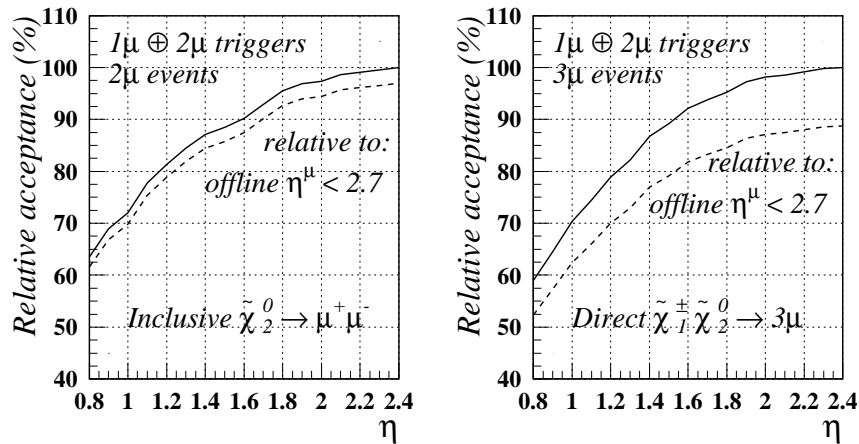 Relative acceptance (%)
110
100
90
80
70
60
50
40
1μ ⊕ 2μ triggers
2μ events
relative to:
offline η^μ < 2.7
Inclusive χ̃₂⁰ → μ⁺μ⁻
0.8 1 1.2 1.4 1.6 1.8 2 2.2 2.4
η
Relative acceptance (%)
110
100
90
80
70
60
50
40
1μ ⊕ 2μ triggers
3μ events
relative to:
offline η^μ < 2.7
Direct χ̃₁^± χ̃₂⁰ → 3μ
0.8 1 1.2 1.4 1.6 1.8 2 2.2 2.4
η